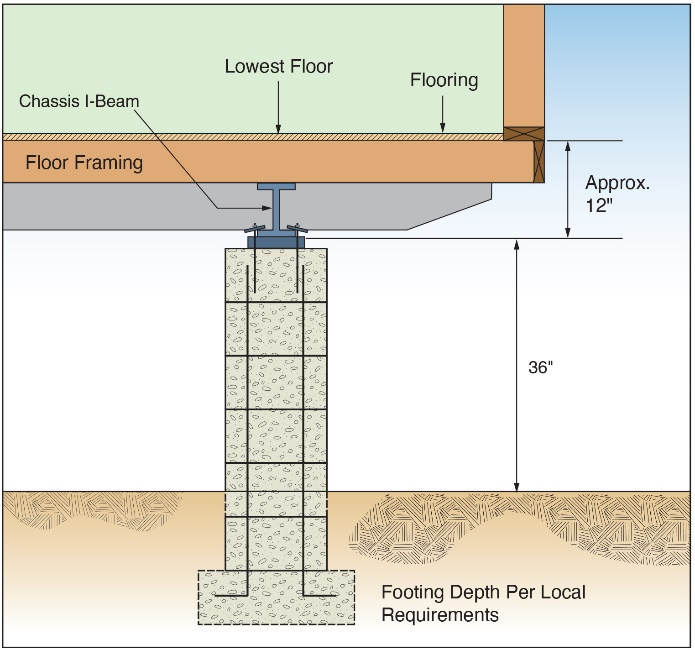 Lowest Floor
Flooring
Chassis I-Beam
Floor Framing
Approx.
12"
36"
Footing Depth Per Local
Requirements